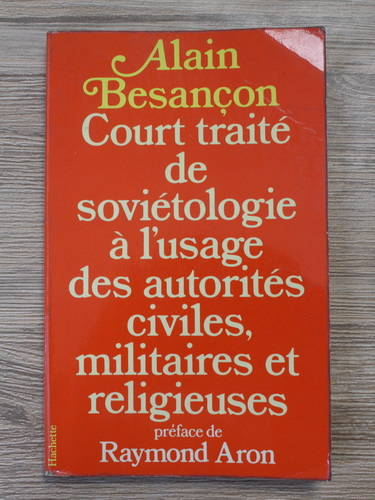 Alain
Besançon
Court traité
de
soviétologie
à l'usage
des autorités
civiles,
militaires et
religieuses
préface de
Raymond Aron
Hachette